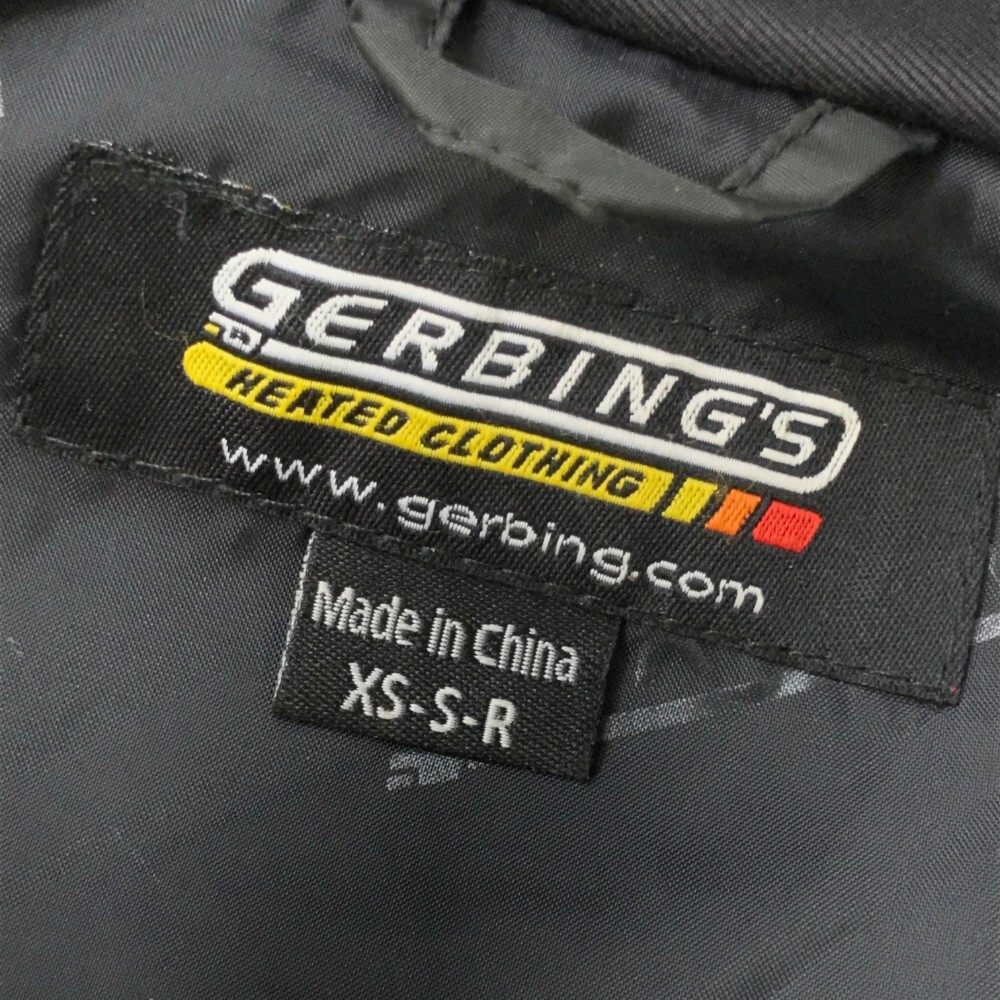 GERBING'S
HEATED CLOTHING
www.gerbing.com
Made in China
XS-S-R